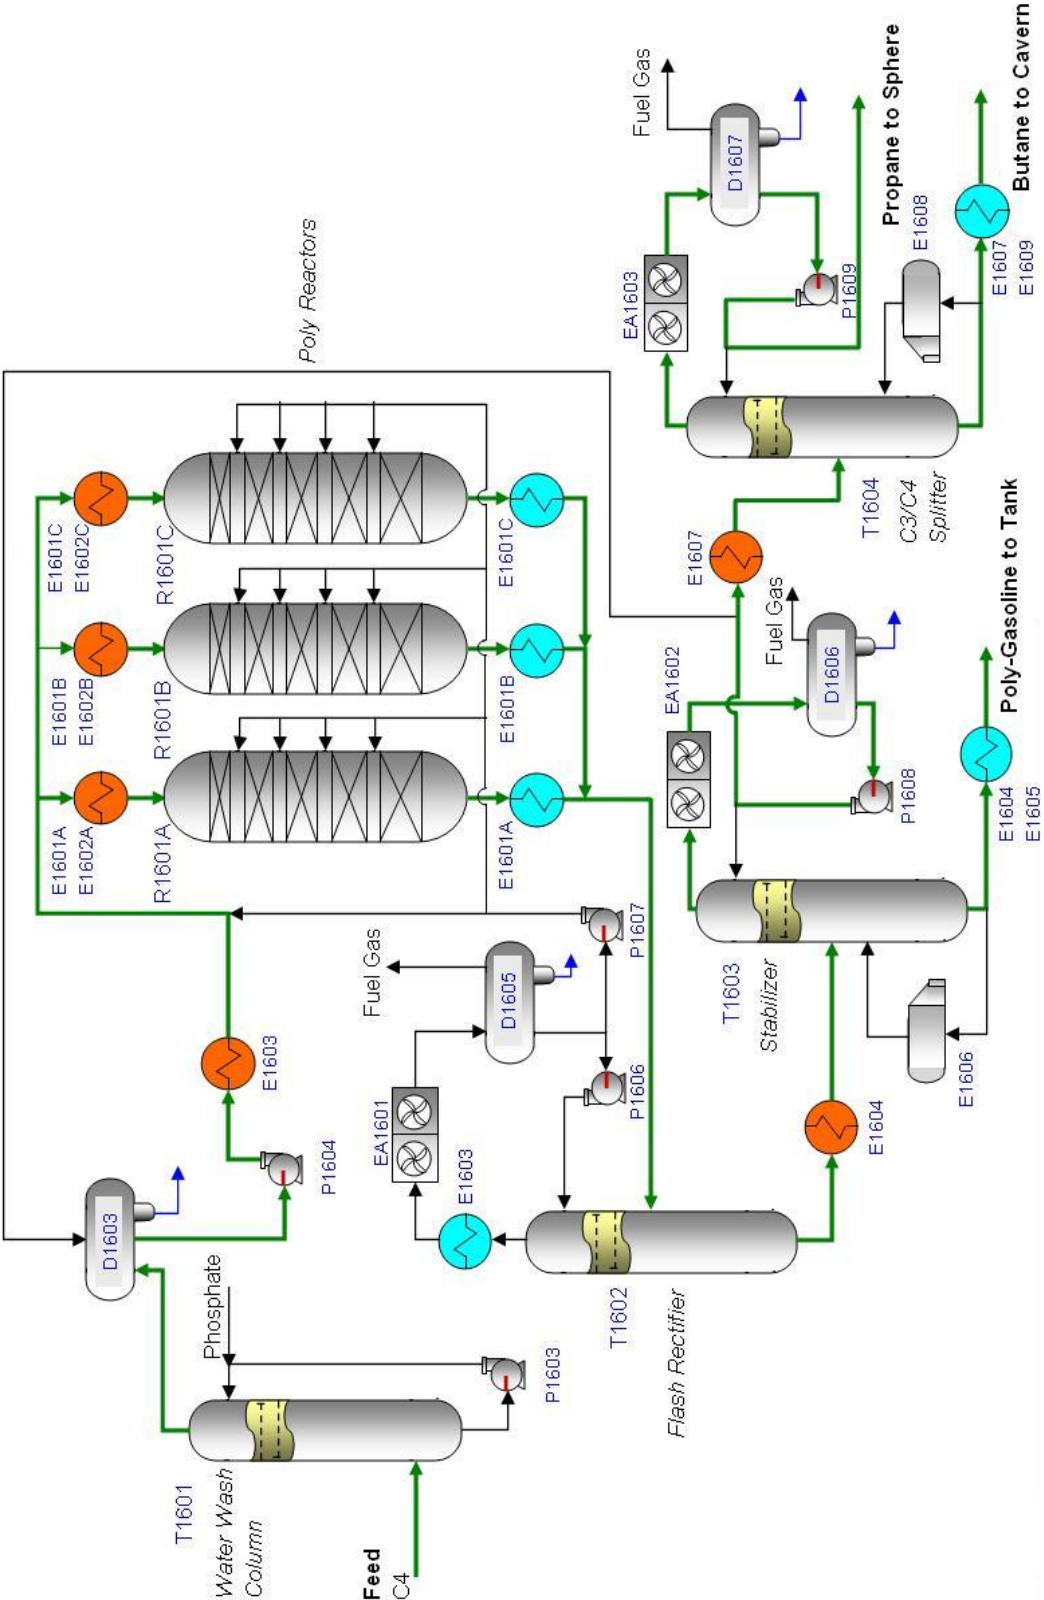 Feed
C4
T1601
Water Wash
Column
Phosphate
P1603
D1603
P1604
E1603
E1601A
E1602A
E1601B
E1602B
E1601C
E1602C
R1601A
R1601B
R1601C
Poly Reactors
E1601A
E1601B
E1601C
T1602
Flash Rectifier
E1603
EA1601
Fuel Gas
D1605
P1606
P1607
E1604
T1603
Stabilizer
E1606
EA1602
Fuel Gas
D1606
P1608
E1604
E1605
Poly-Gasoline to Tank
E1607
T1604
C3/C4
Splitter
EA1603
Fuel Gas
D1607
P1609
Propane to Sphere
E1608
E1607
E1609
Butane to Cavern